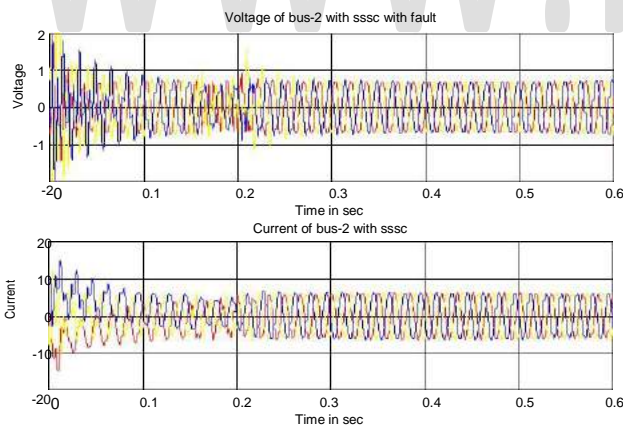 Voltage of bus-2 with sssc with fault
2
1
0
-1
-2
Voltage
0 0.1 0.2 0.3 0.4 0.5 0.6
Time in sec
Current of bus-2 with sssc
20
10
0
-10
-20
Current
0 0.1 0.2 0.3 0.4 0.5 0.6
Time in sec